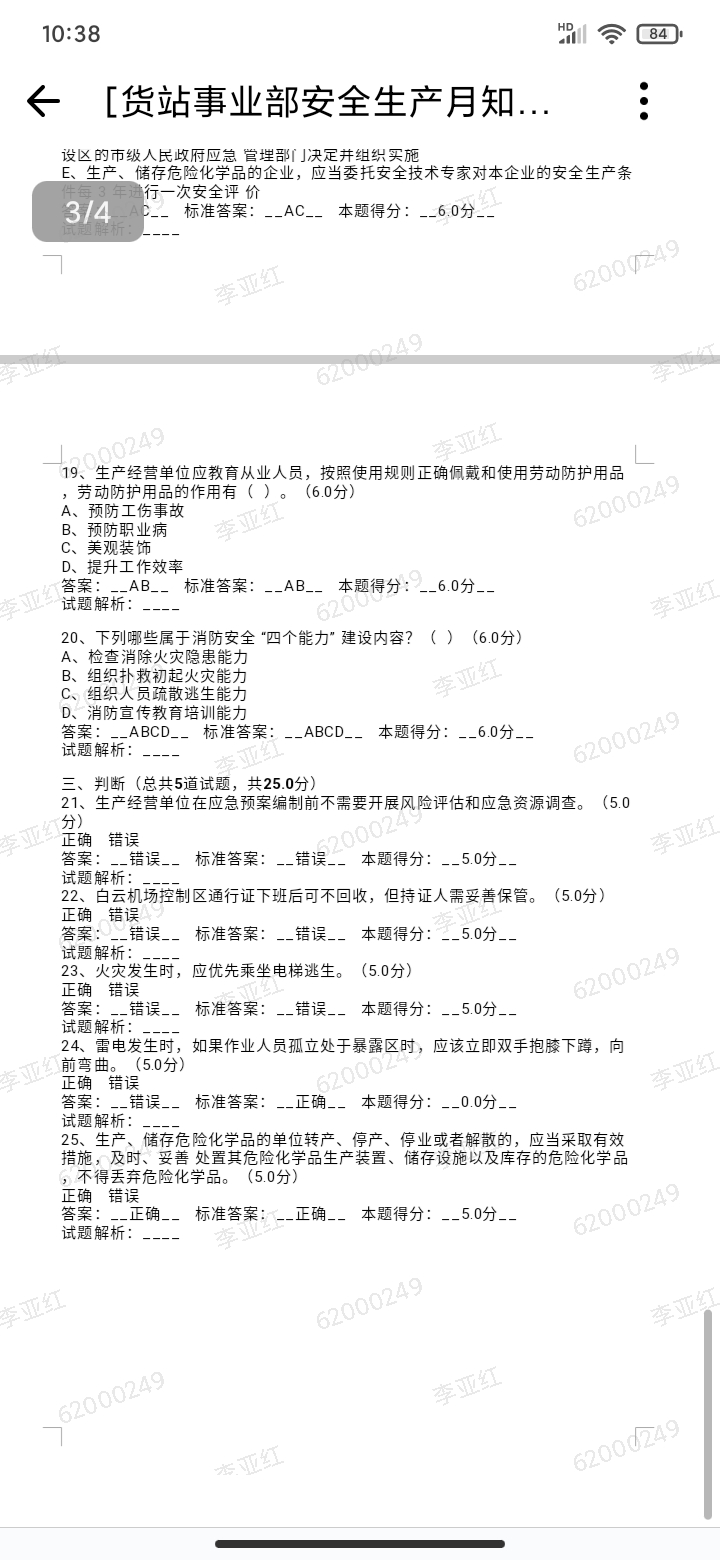 10:38
HD
84
[货站事业部安全生产月知...
设区的市级人民政府应急 管理部门决定并组织实施
E、生产、储存危险化学品的企业，应当委托安全技术专家对本企业的安全生产条
件每 3 年进行一次安全评 价
3/4
AC__ 标准答案：__AC__ 本题得分：__6.0分__
试题解析：____
19、生产经营单位应教育从业人员，按照使用规则正确佩戴和使用劳动防护用品
，劳动防护用品的作用有（ ）。（6.0分）
A、预防工伤事故
B、预防职业病
C、美观装饰
D、提升工作效率
答案：__AB__ 标准答案：__AB__ 本题得分：__6.0分__
试题解析：____
20、下列哪些属于消防安全 “四个能力” 建设内容？（ ）（6.0分）
A、检查消除火灾隐患能力
B、组织扑救初起火灾能力
C、组织人员疏散逃生能力
D、消防宣传教育培训能力
答案：__ABCD__ 标准答案：__ABCD__ 本题得分：__6.0分__
试题解析：____
三、判断（总共5道试题，共25.0分）
21、生产经营单位在应急预案编制前不需要开展风险评估和应急资源调查。（5.0
分）
正确 错误
答案：__错误__ 标准答案：__错误__ 本题得分：__5.0分__
试题解析：____
22、白云机场控制区通行证下班后可不回收，但持证人需妥善保管。（5.0分）
正确 错误
答案：__错误__ 标准答案：__错误__ 本题得分：__5.0分__
试题解析：____
23、火灾发生时，应优先乘坐电梯逃生。（5.0分）
正确 错误
答案：__错误__ 标准答案：__错误__ 本题得分：__5.0分__
试题解析：____
24、雷电发生时，如果作业人员孤立处于暴露区时，应该立即双手抱膝下蹲，向
前弯曲。（5.0分）
正确 错误
答案：__错误__ 标准答案：__正确__ 本题得分：__0.0分__
试题解析：____
25、生产、储存危险化学品的单位转产、停产、停业或者解散的，应当采取有效
措施，及时、妥善 处置其危险化学品生产装置、储存设施以及库存的危险化学品
，不得丢弃危险化学品。（5.0分）
正确 错误
答案：__正确__ 标准答案：__正确__ 本题得分：__5.0分__
试题解析：____
李亚红
62000249